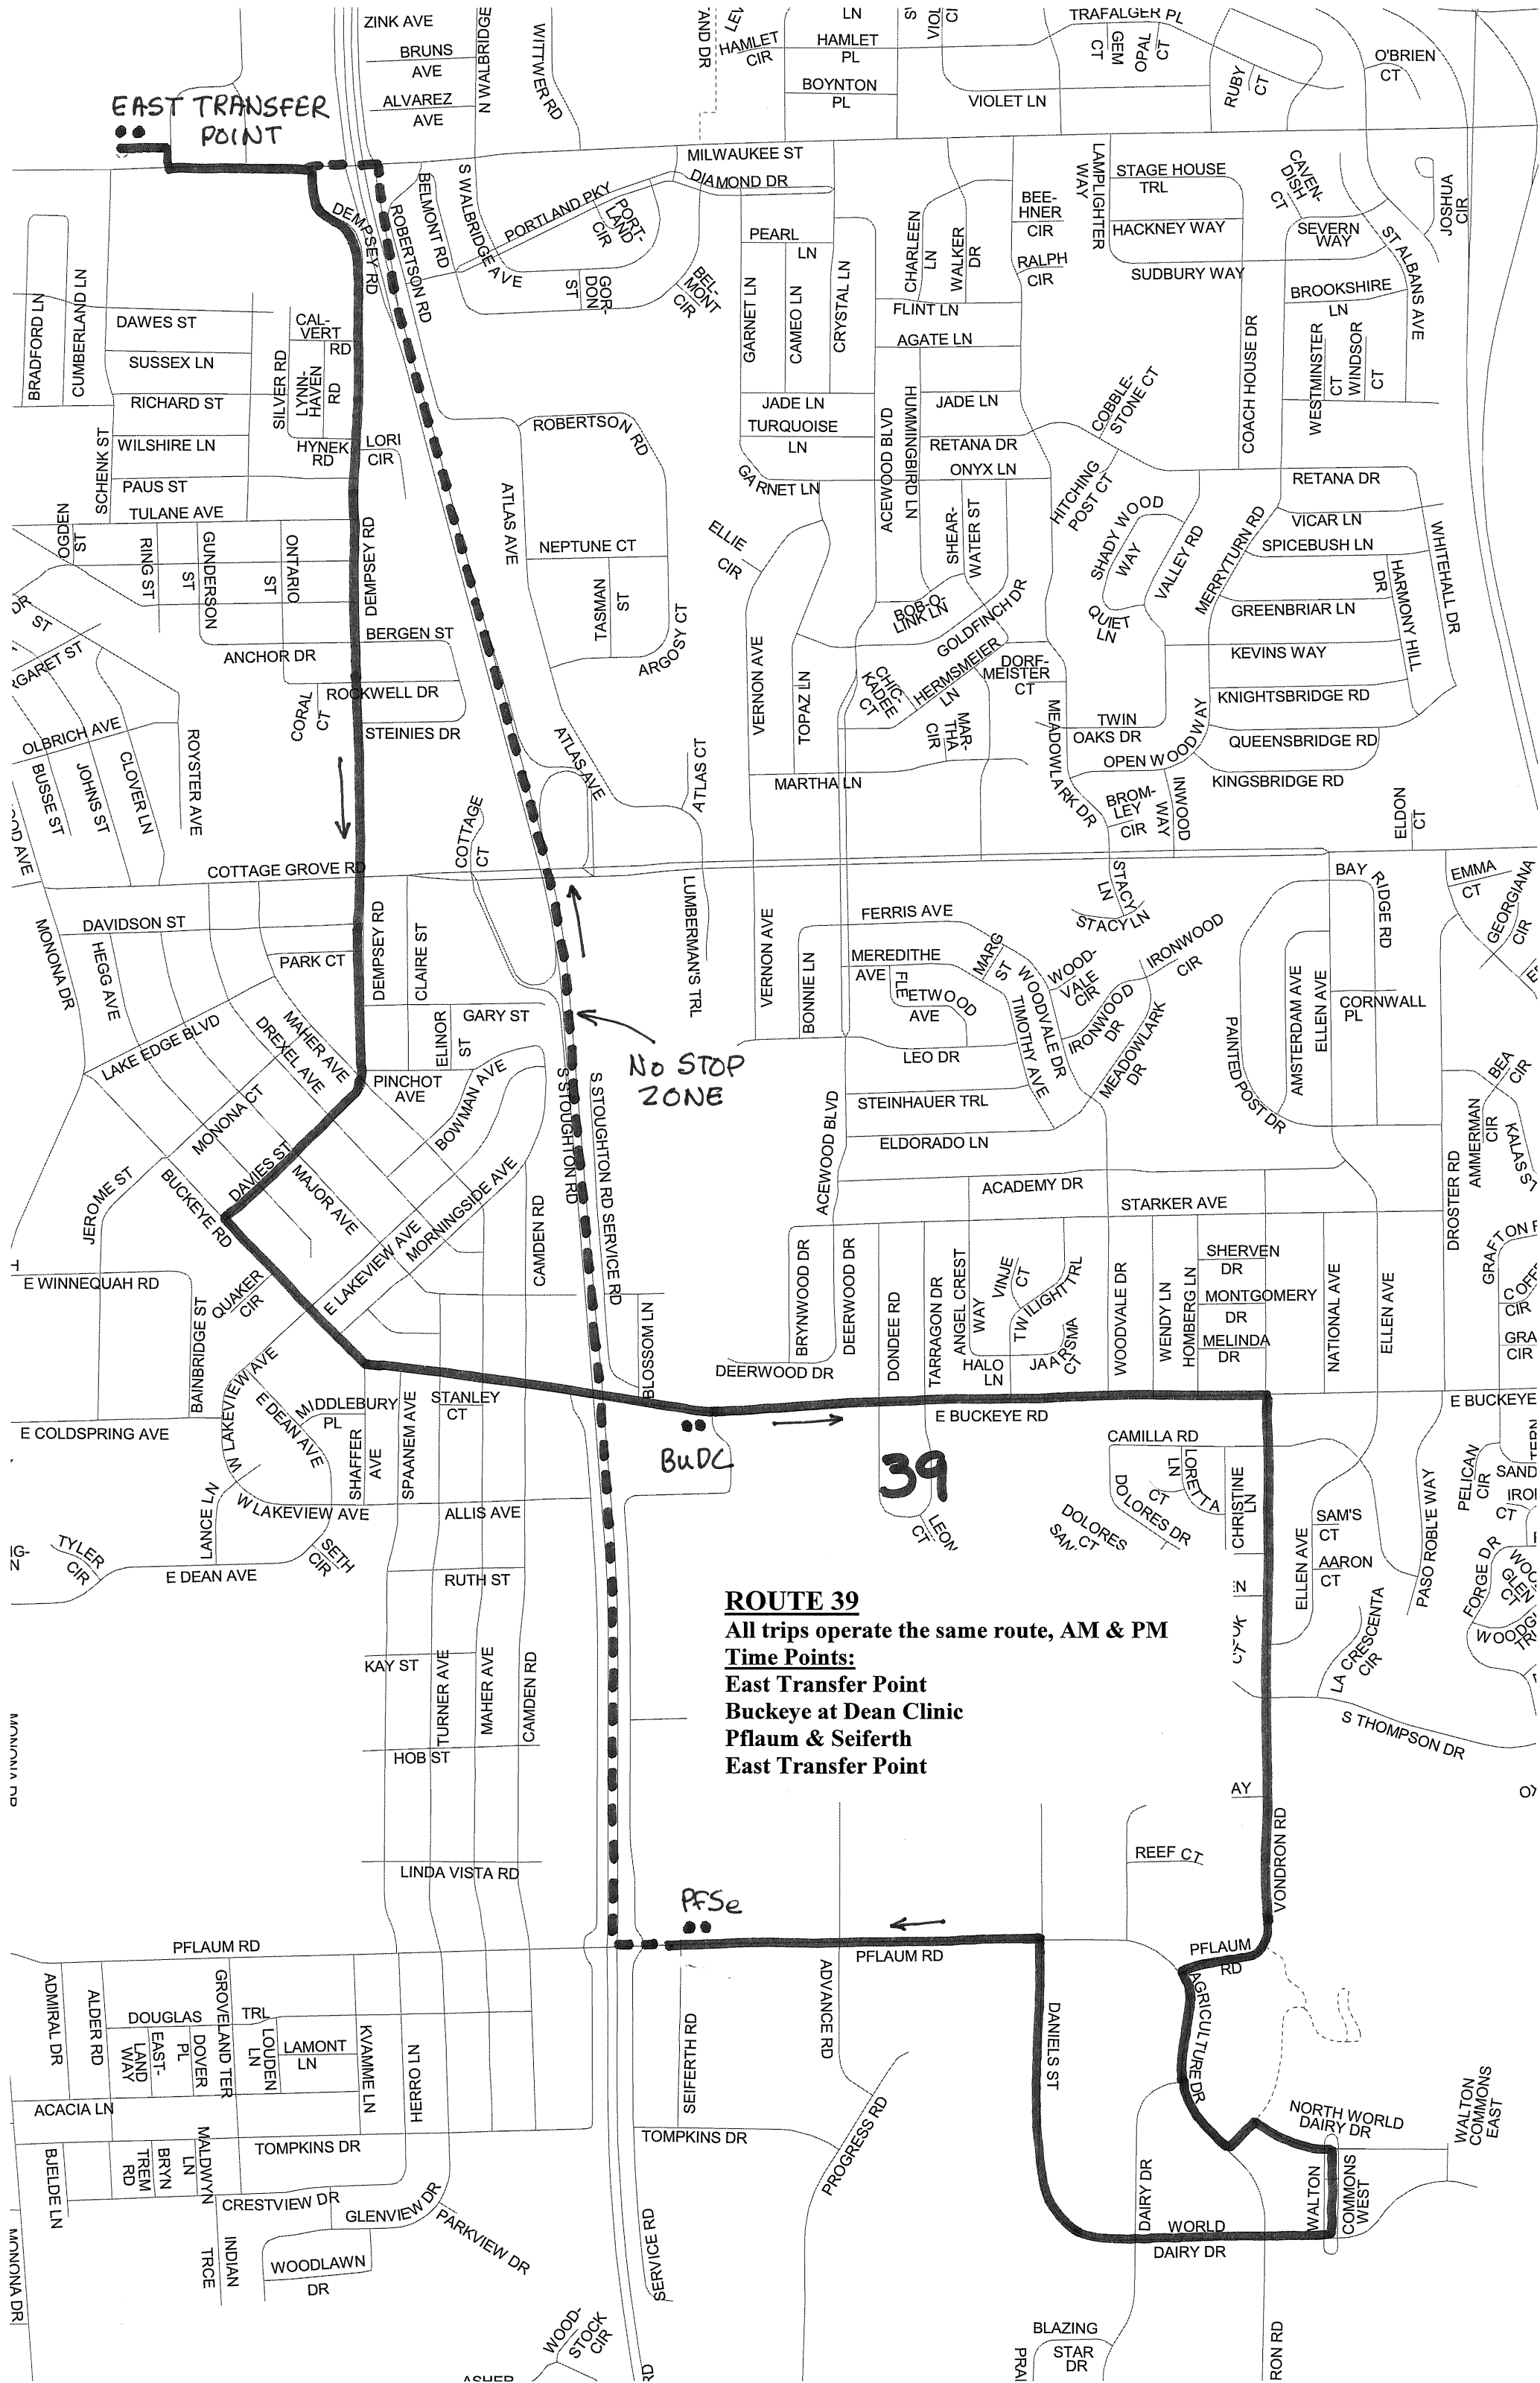 ZINK AVE
BRUNS
AVE
ALVAREZ
AVE
N WALBRIDGE
WITTWER RD
HAMLET
CIR
LN
HAMLET
PL
BOYNTON
PL
VIOLET LN
TRAFALGER PL
GEM
CT
OPAL
CT
RUBY
CT
O'BRIEN
CT
EAST TRANSFER
POINT
MILWAUKEE ST
DIAMOND DR
DEMPSEY RD
ROBERTSON RD
BELMONT RD
S WALBRIDGE AVE
PORTLAND PKY
PORT-
LAND
CIR
GOR-
DON
ST
BEL-
MONT
CIR
PEARL
LN
GARNET LN
CAMEO LN
CRYSTAL LN
CHARLEEN
LN
WALKER
DR
BEE-
HNER
CIR
RALPH
CIR
LAMPLIGHTER
WAY
STAGE HOUSE
TRL
HACKNEY WAY
SUDBURY WAY
CAVEN-
DISH
CT
SEVERN
WAY
ST ALBANS AVE
JOSHUA
CIR
BROOKSHIRE
LN
WESTMINSTER
CT
WINDSOR
CT
COACH HOUSE DR
FLINT LN
AGATE LN
BRADFORD LN
CUMBERLAND LN
DAWES ST
SUSSEX LN
RICHARD ST
WILSHIRE LN
PAUS ST
TULANE AVE
SCHENK ST
SILVER RD
CAL-
VERT
RD
LYNN-
HAVEN
RD
HYNEK
RD
LORI
CIR
OGDEN
ST
RING ST
GUNDERSON
ST
ONTARIO
ST
DEMPSEY RD
BERGEN ST
ANCHOR DR
ROCKWELL DR
CORAL
CT
STEINIES DR
ROBERTSON RD
ATLAS AVE
NEPTUNE CT
TASMAN
ST
ARGOSY CT
ATLAS AVE
ATLAS CT
JADE LN
TURQUOISE
LN
GARNET LN
ELLIE
CIR
ACEWOOD BLVD
HUMMINGBIRD LN
JADE LN
RETANA DR
ONYX LN
SHEAR-
WATER ST
COBBLE-
STONE CT
HITCHING
POST CT
SHADY WOOD
WAY
VALLEY RD
QUIET
LN
MERRYTURN RD
RETANA DR
VICAR LN
SPICEBUSH LN
HARMONY HILL
DR
WHITEHALL DR
GREENBRIAR LN
KEVINS WAY
KNIGHTSBRIDGE RD
QUEENSBRIDGE RD
KINGSBRIDGE RD
BOB-O-
LINK LN
GOLDFINCH DR
HERMSMEIER
LN
CHIC-
KADEE
CT
DORF-
MEISTER
CT
MAR-
THA
CIR
MARTHA LN
VERNON AVE
TOPAZ LN
MEADOWLARK DR
TWIN
OAKS DR
OPEN WOOD WAY
BROM-
LEY
CIR
INWOOD
WAY
ELDON
CT
OLBRICH AVE
BUSSE ST
JOHNS ST
CLOVER LN
ROYSTER AVE
COTTAGE GROVE RD
COTTAGE
CT
MONONA DR
DAVIDSON ST
HEGG AVE
PARK CT
DEMPSEY RD
CLAIRE ST
GARY ST
ELINOR
ST
LAKE EDGE BLVD
DREXEL AVE
MAHER AVE
PINCHOT
AVE
BOWMAN AVE
MONONA CT
DAVIES ST
MAJOR AVE
JEROME ST
BUCKEYE RD
E LAKEVIEW AVE
MORNINGSIDE AVE
CAMDEN RD
S STOUGHTON RD
S STOUGHTON RD SERVICE RD
NO STOP
ZONE
LUMBERMANS TRL
VERNON AVE
BONNIE LN
FERRIS AVE
MEREDITHE
AVE
FLEETWOOD
AVE
MARG
ST
WOODVALE DR
WOOD-
VALE
CIR
TIMOTHY AVE
IRONWOOD
DR
IRONWOOD
CIR
MEADOWLARK
DR
STACY
LN
STACY LN
LEO DR
STEINHAUER TRL
ELDORADO LN
ACEWOOD BLVD
ACADEMY DR
STARKER AVE
PAINTED POST DR
AMSTERDAM AVE
ELLEN AVE
BAY
RIDGE RD
CORNWALL
PL
EMMA
CT
GEORGIANA
CIR
BEA
CIR
AMMERMAN
CIR
KALAS S
DROSTER RD
E WINNEQUAH RD
BAINBRIDGE ST
QUAKER
CIR
E COLDSPRING AVE
W LAKEVIEW AVE
E DEAN AVE
MIDDLEBURY
PL
SHAFFER
AVE
SPAANEM AVE
STANLEY
CT
W LAKEVIEW AVE
LANCE LN
TYLER
CIR
E DEAN AVE
SETH
CIR
ALLIS AVE
RUTH ST
KAY ST
TURNER AVE
MAHER AVE
CAMDEN RD
HOB ST
LINDA VISTA RD
BLOSSOM LN
DEERWOOD DR
BRYNWOOD DR
DEERWOOD DR
DONDEE RD
TARRAGON DR
ANGEL CREST
WAY
VINJE
CT
TWILIGHT TRL
HALO
LN
JAARSMA
CT
WOODVALE DR
WENDY LN
HOMBERG LN
SHERVEN
DR
MONTGOMERY
DR
MELINDA
DR
NATIONAL AVE
ELLEN AVE
GRAFTON
E BUCKEYE RD
E BUCKEYE
BUDC
39
CAMILLA RD
LORETTA
LN
CT
DOLORES DR
DOLORES
CT
CHRISTINE
LN
LEON
CT
ELLEN AVE
SAM'S
CT
AARON
CT
PASO ROBLE WAY
PELICAN
CIR
FORGE DR
LA CRESCENTA
CIR
S THOMPSON DR
ROUTE 39
All trips operate the same route, AM & PM
Time Points:
East Transfer Point
Buckeye at Dean Clinic
Pflaum & Seiferth
East Transfer Point
AY
REEF CT
VONDRON RD
PFSe
PFLAUM RD
PFLAUM RD
PFLAUM
RD
ADMIRAL DR
ALDER RD
DOUGLAS
TRL
EAST-
LAND
WAY
DOVER
PL
GROVELAND TER
LOUDEN
LN
LAMONT
LN
KVAMME LN
HERRO LN
ACACIA LN
BJELDE LN
TREM
RD
BRYN
LN
MALDWYN
TOMPKINS DR
CRESTVIEW DR
GLENVIEW DR
PARKVIEW DR
INDIAN
TRCE
WOODLAWN
DR
MONONA DR
SEIFERTH RD
TOMPKINS DR
ADVANCE RD
PROGRESS RD
DANIELS ST
AGRICULTURE DR
NORTH WORLD
DAIRY DR
WALTON
COMMONS
EAST
WALTON
COMMONS
WEST
DAIRY DR
WORLD
DAIRY DR
SERVICE RD
WOOD-
STOCK
CIR
BLAZING
STAR
DR